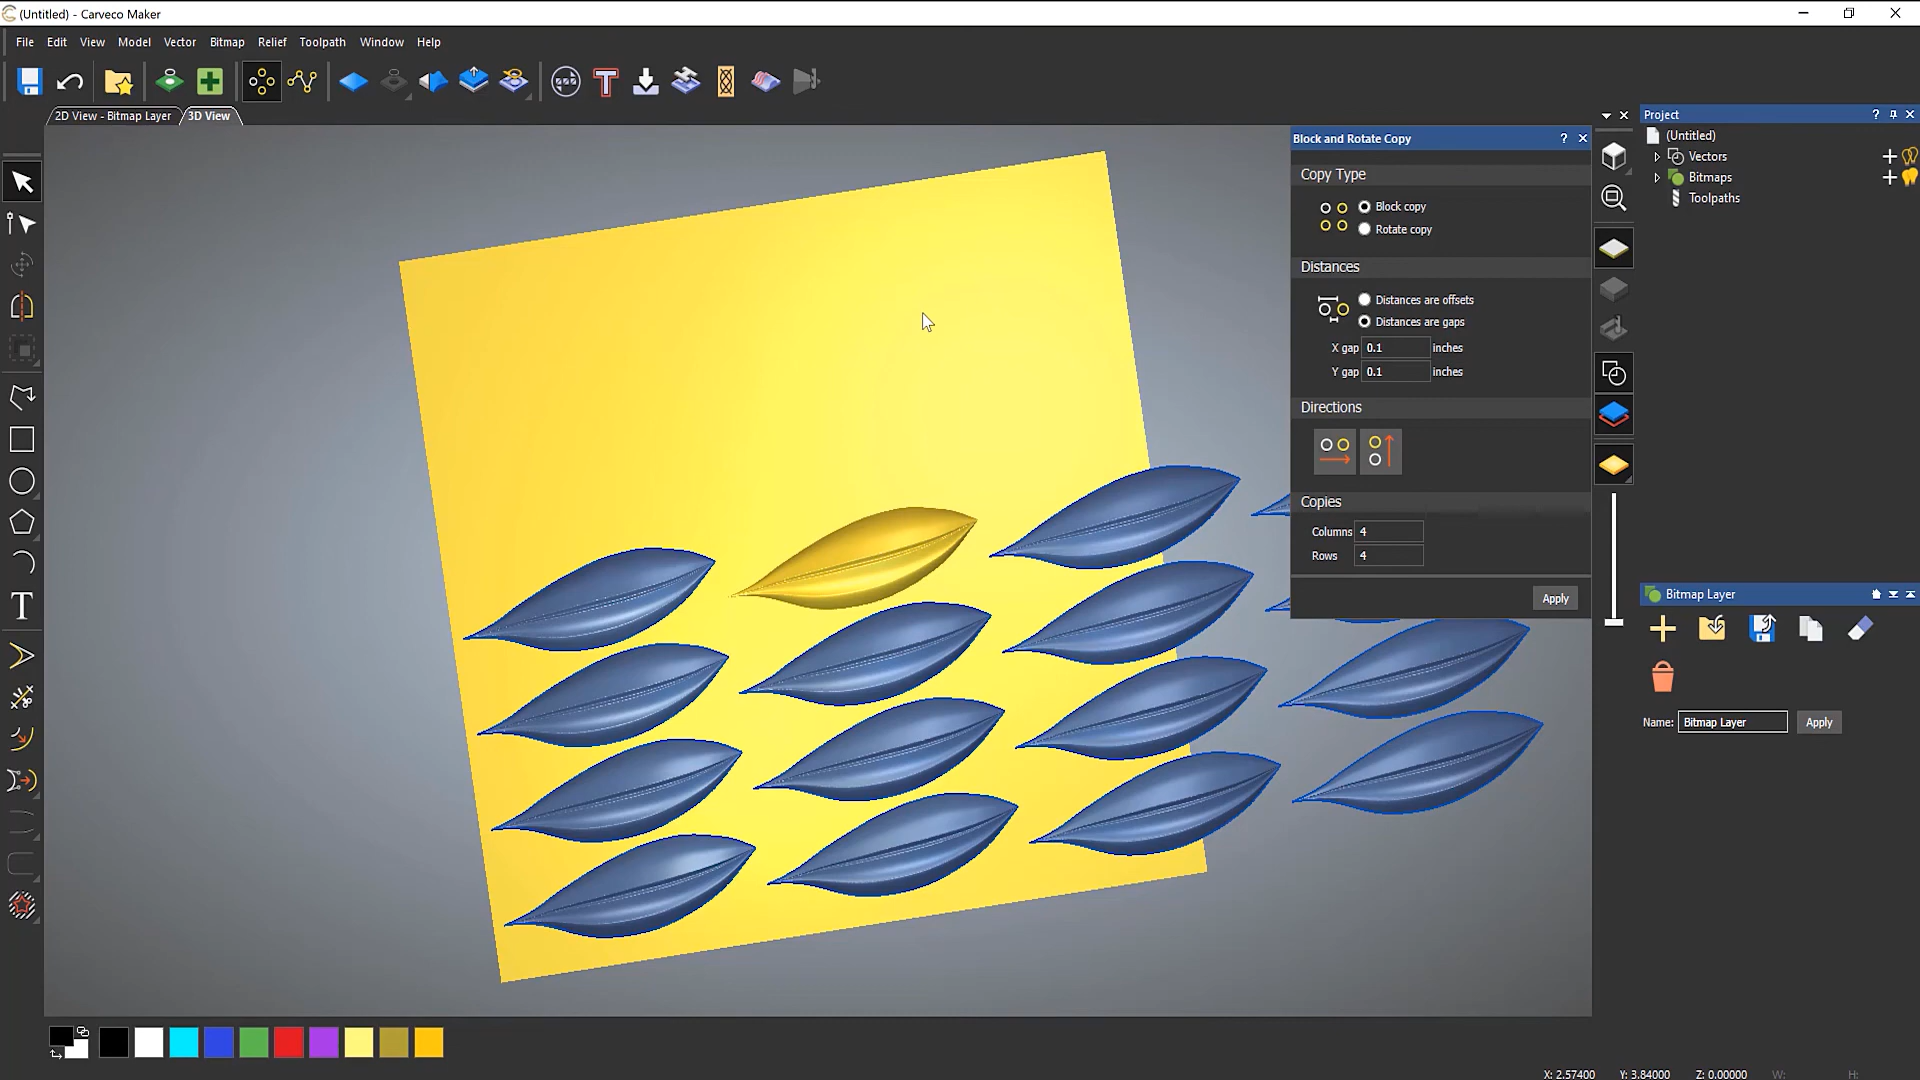 (Untitled) - Carveco Maker
File Edit View Model Vector Bitmap Relief Toolpath Window Help
2D View - Bitmap Layer
3D View
Block and Rotate Copy
Copy Type
Block copy
Rotate copy
Distances
Distances are offsets
Distances are gaps
X gap 0.1 inches
Y gap 0.1 inches
Directions
Copies
Columns 4
Rows 4
Apply
Project
(Untitled)
Vectors
Bitmaps
Toolpaths
Bitmap Layer
Name: Bitmap Layer Apply
X: 2.57400 Y: 3.84000 Z: 0.00000 W: H: